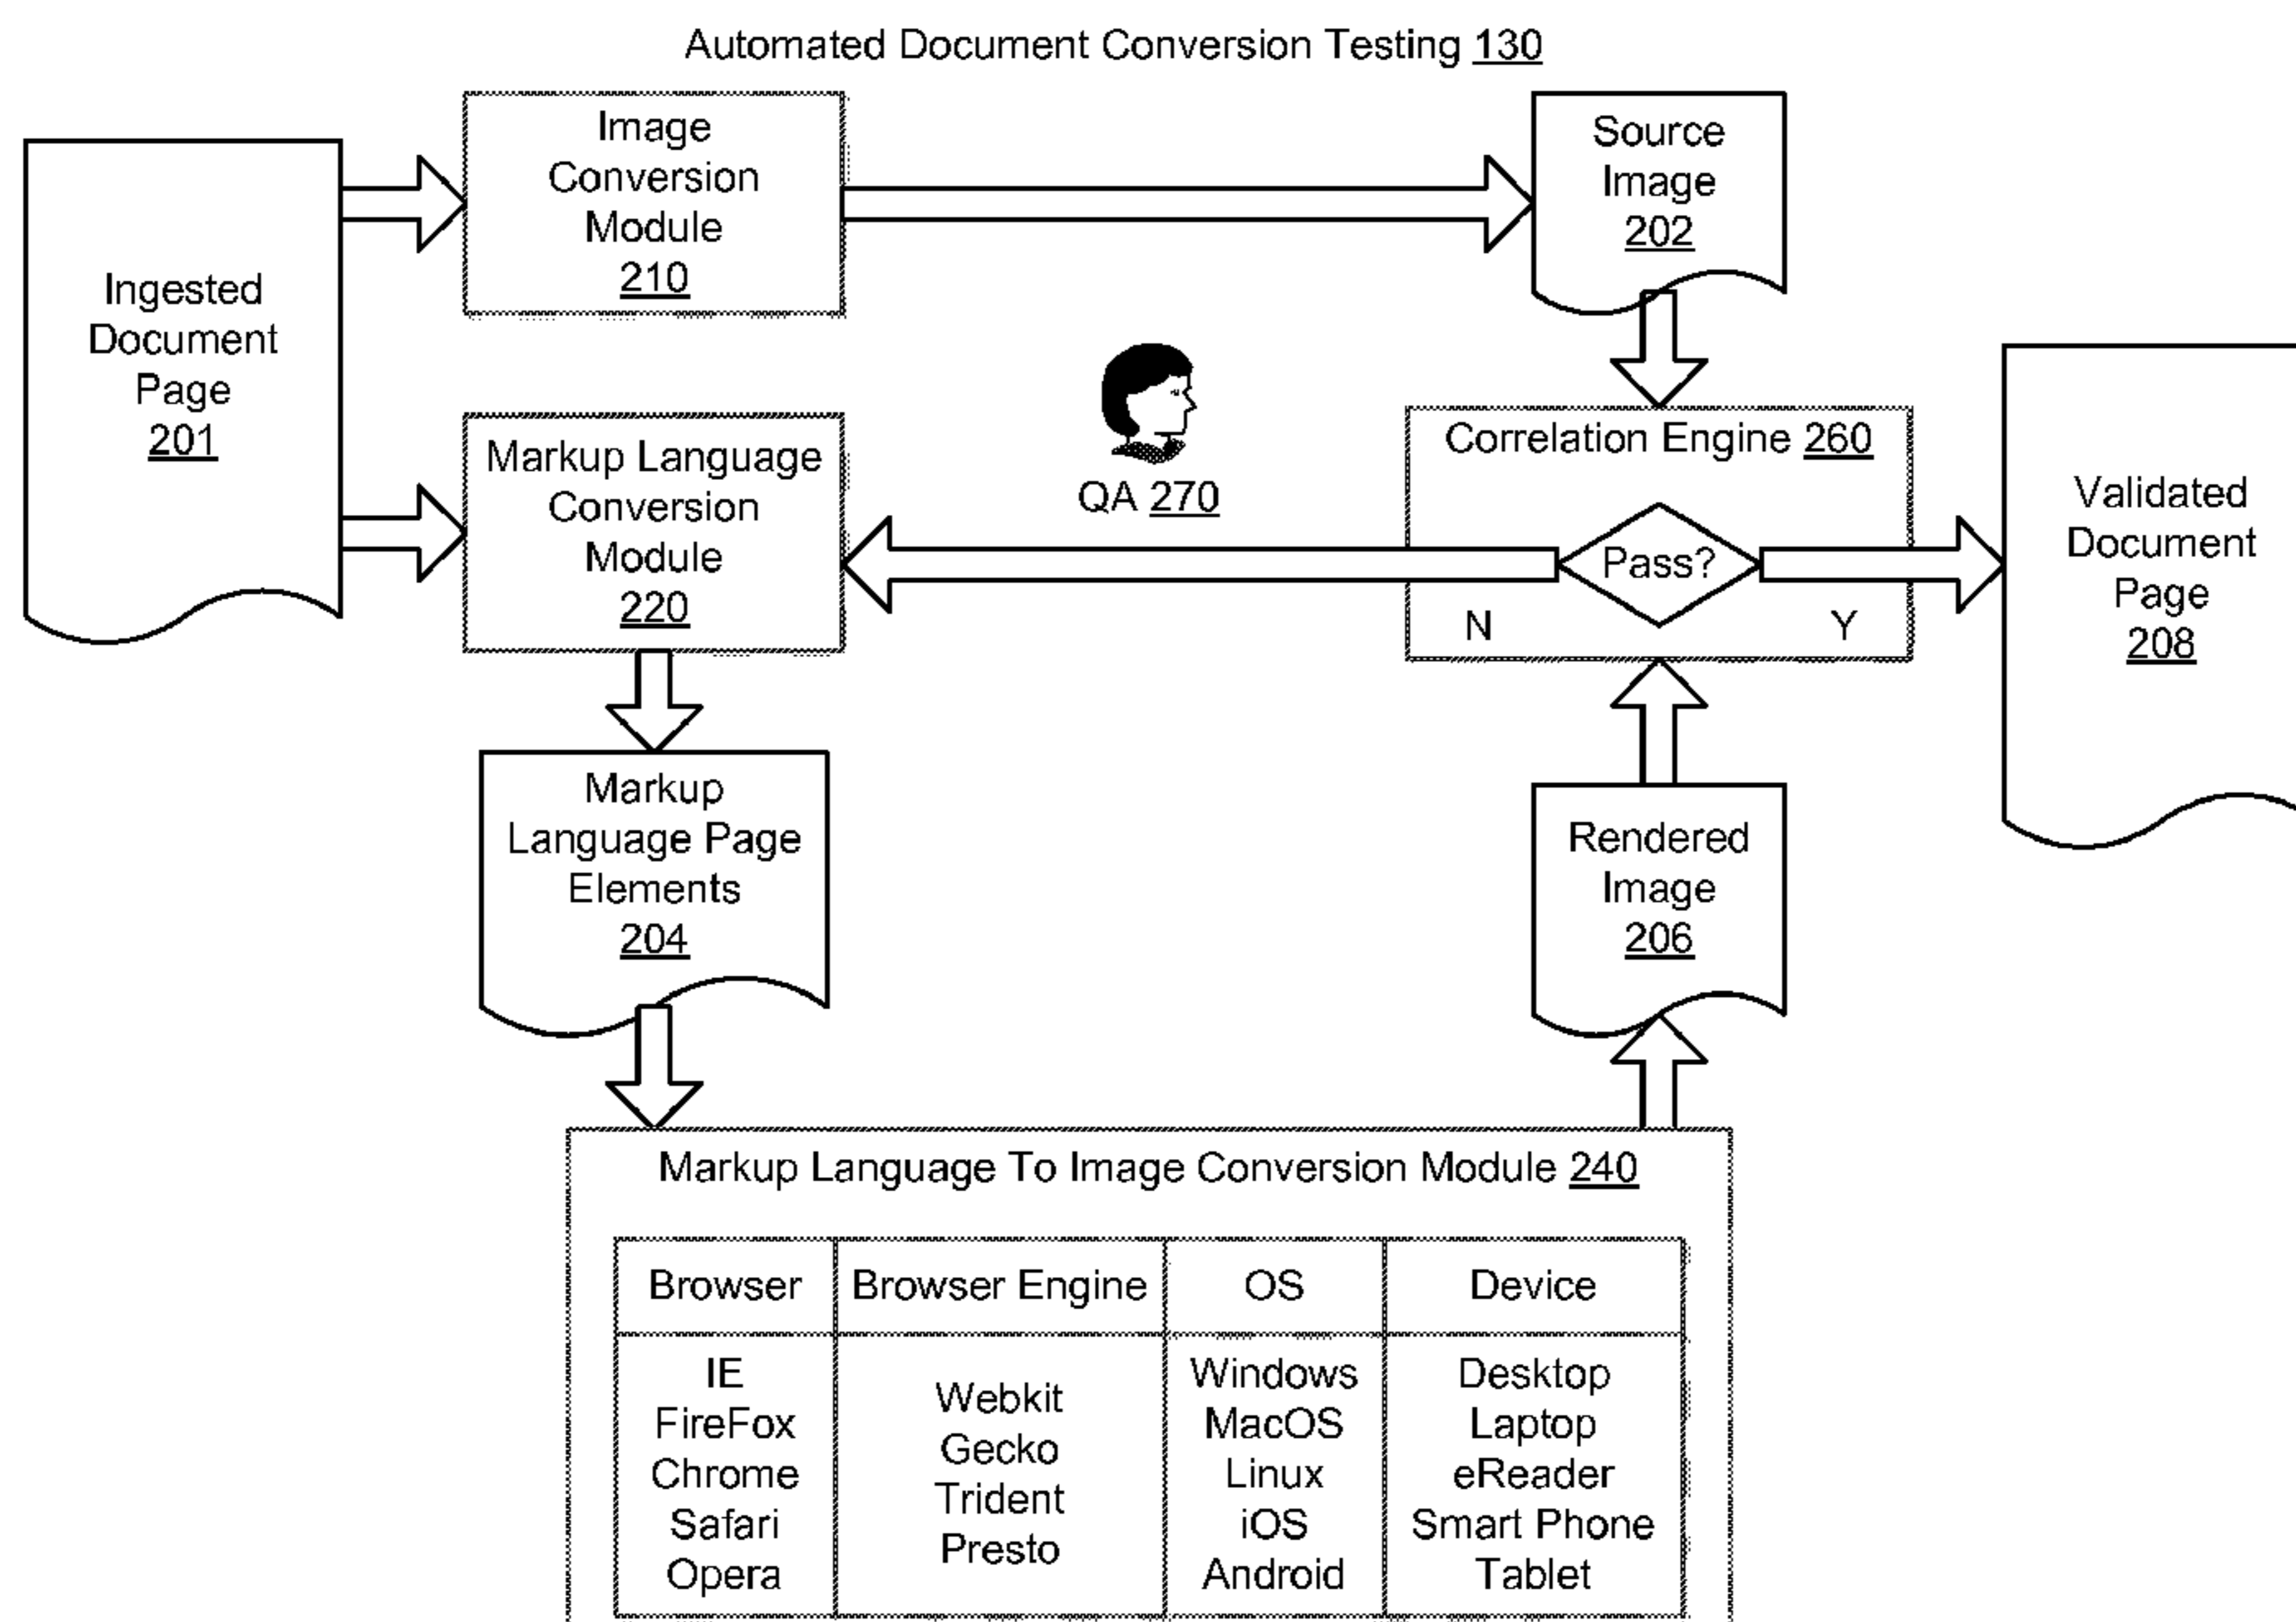 Automated Document Conversion Testing 130
Ingested
Document
Page
201
Image
Conversion
Module
210
Source
Image
202
Markup Language
Conversion
Module
220
QA 270
Correlation Engine 260
Pass?
N
Y
Validated
Document
Page
208
Markup
Language Page
Elements
204
Rendered
Image
206
Markup Language To Image Conversion Module 240
Browser
Browser Engine
OS
Device
IE
FireFox
Chrome
Safari
Opera
Webkit
Gecko
Trident
Presto
Windows
MacOS
Linux
iOS
Android
Desktop
Laptop
eReader
Smart Phone
Tablet